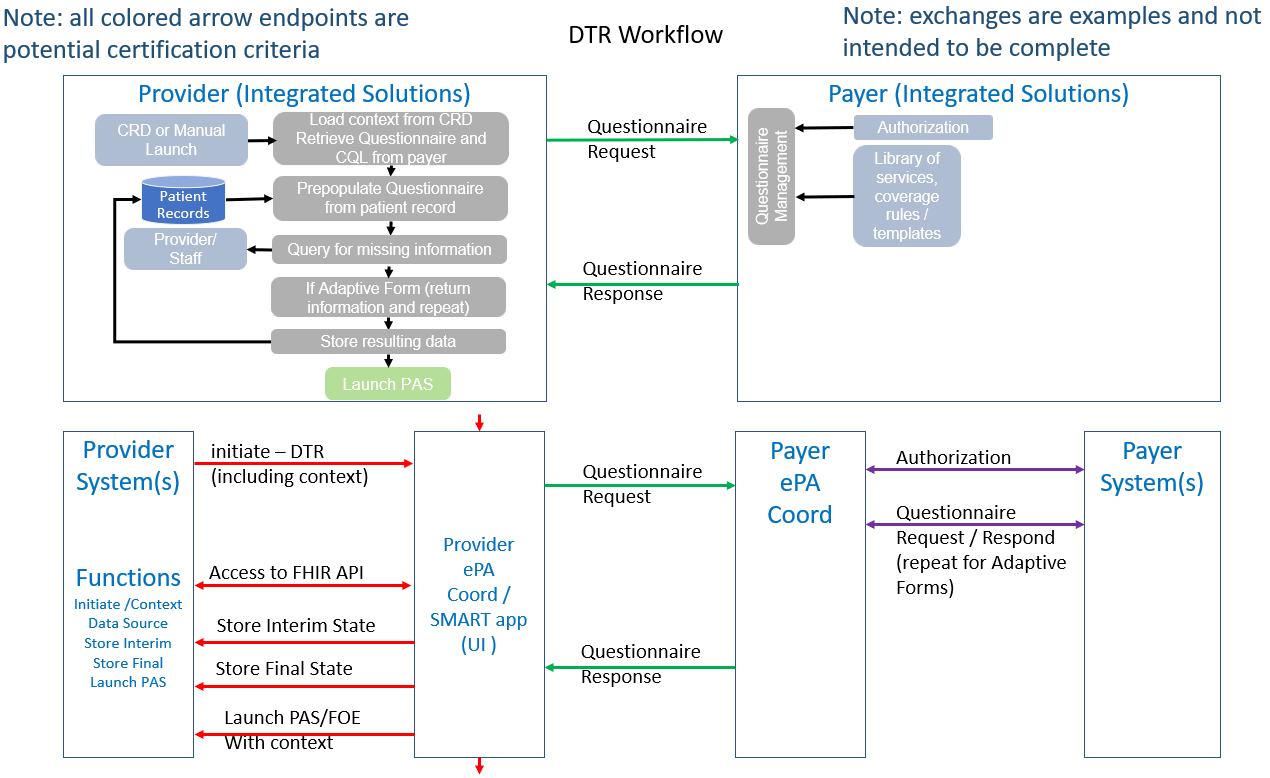 Note: all colored arrow endpoints are
potential certification criteria
DTR Workflow
Note: exchanges are examples and not
intended to be complete
Provider (Integrated Solutions)
CRD or Manual
Launch
Load context from CRD
Retrieve Questionnaire and
CQL from payer
Patient
Records
Prepopulate Questionnaire
from patient record
Provider/
Staff
Query for missing information
If Adaptive Form (return
information and repeat)
Store resulting data
Launch PAS
Questionnaire
Request
Questionnaire
Response
Payer (Integrated Solutions)
Questionnaire
Management
Authorization
Library of
services,
coverage
rules /
templates
Provider
System(s)
Functions
Initiate /Context
Data Source
Store Interim
Store Final
Launch PAS
initiate – DTR
(including context)
Access to FHIR API
Store Interim State
Store Final State
Launch PAS/FOE
With context
Provider
ePA
Coord /
SMART app
(UI )
Questionnaire
Request
Questionnaire
Response
Payer
ePA
Coord
Authorization
Questionnaire
Request / Respond
(repeat for Adaptive
Forms)
Payer
System(s)